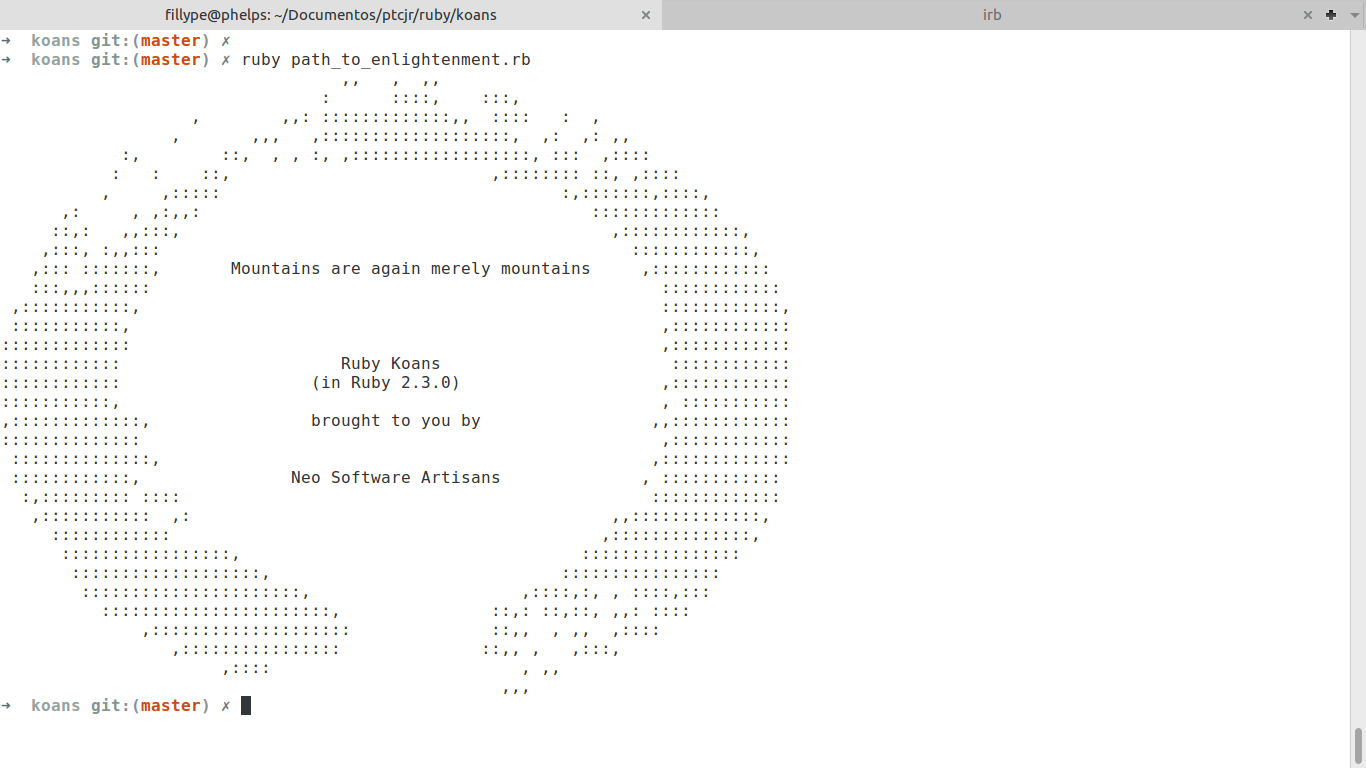 fillype@phelps: ~/Documentos/ptcjr/ruby/koans
irb
➜ koans git:(master) ✗
➜ koans git:(master) ✗ ruby path_to_enlightenment.rb
Mountains are again merely mountains
Ruby Koans
(in Ruby 2.3.0)
brought to you by
Neo Software Artisans
➜ koans git:(master) ✗